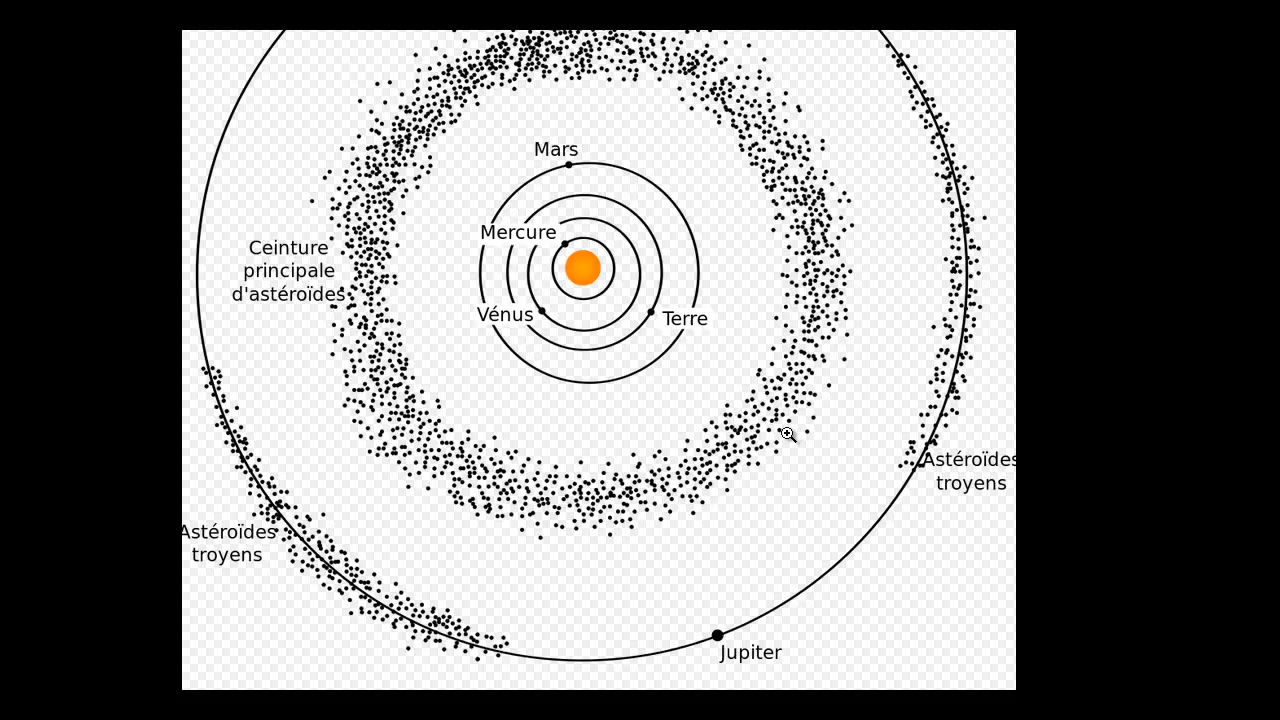 Mars
Mercure
Ceinture
principale
d'astéroïdes
Vénus
Terre
Astéroïdes
troyens
Astéroïdes
troyens
Jupiter